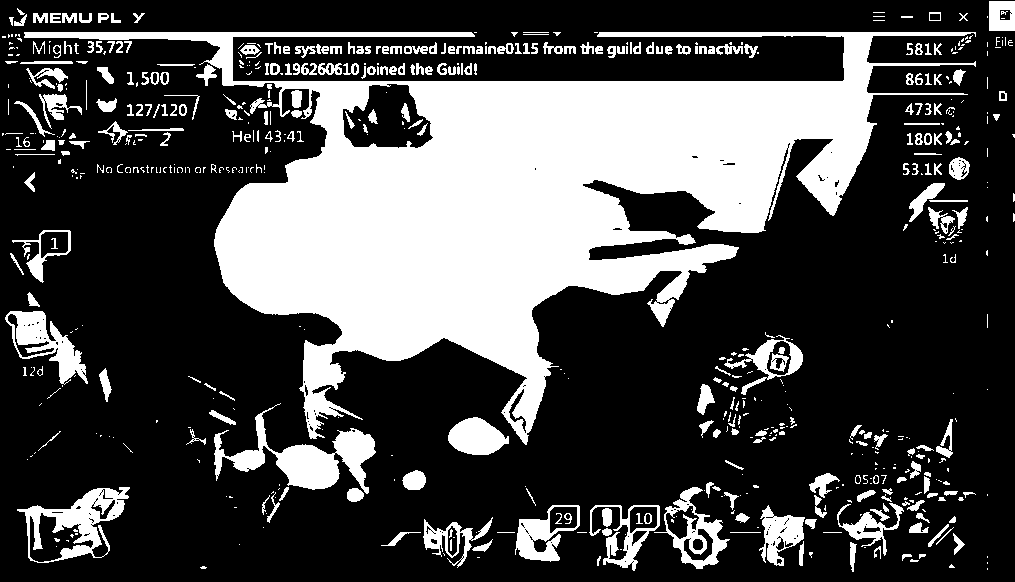 MEMU PL Y
Might 35,727
The system has removed Jermaine0115 from the guild due to inactivity.
ID.196260610 joined the Guild!
581K
File
1,500
861K
127/120
473K
Hell 43:41
180K
16
2
No Construction or Research!
53.1K
1
1d
12d
05:07
29
10